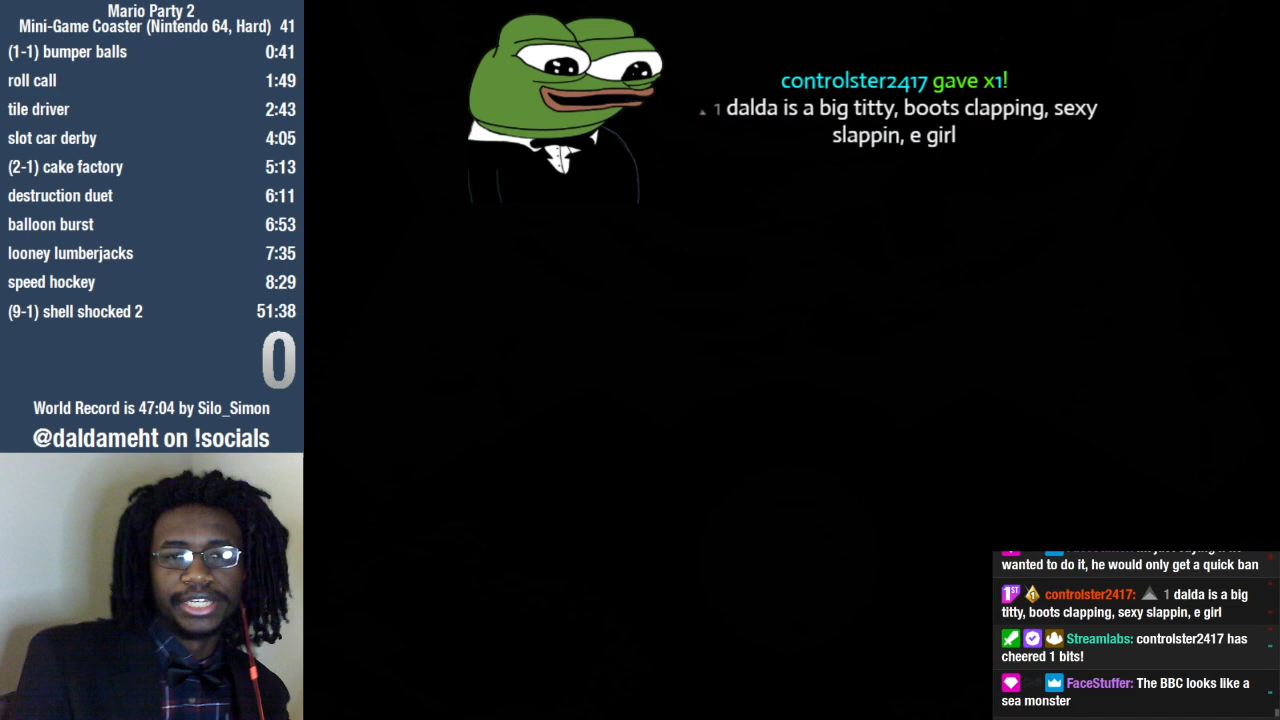 Mario Party 2
Mini-Game Coaster (Nintendo 64, Hard) 41
(1-1) bumper balls 0:41
roll call 1:49
tile driver 2:43
slot car derby 4:05
(2-1) cake factory 5:13
destruction duet 6:11
balloon burst 6:53
looney lumberjacks 7:35
speed hockey 8:29
(9-1) shell shocked 2 51:38
0
World Record is 47:04 by Silo_Simon
@daldameht on !socials
controlster2417 gave x1!
1 dalda is a big titty, boots clapping, sexy
slappin, e girl
wanted to do it, he would only get a quick ban
1ST 1 controlster2417: 1 dalda is a big
titty, boots clapping, sexy slappin, e girl
Streamlabs: controlster2417 has
cheered 1 bits!
FaceStuffer: The BBC looks like a
sea monster